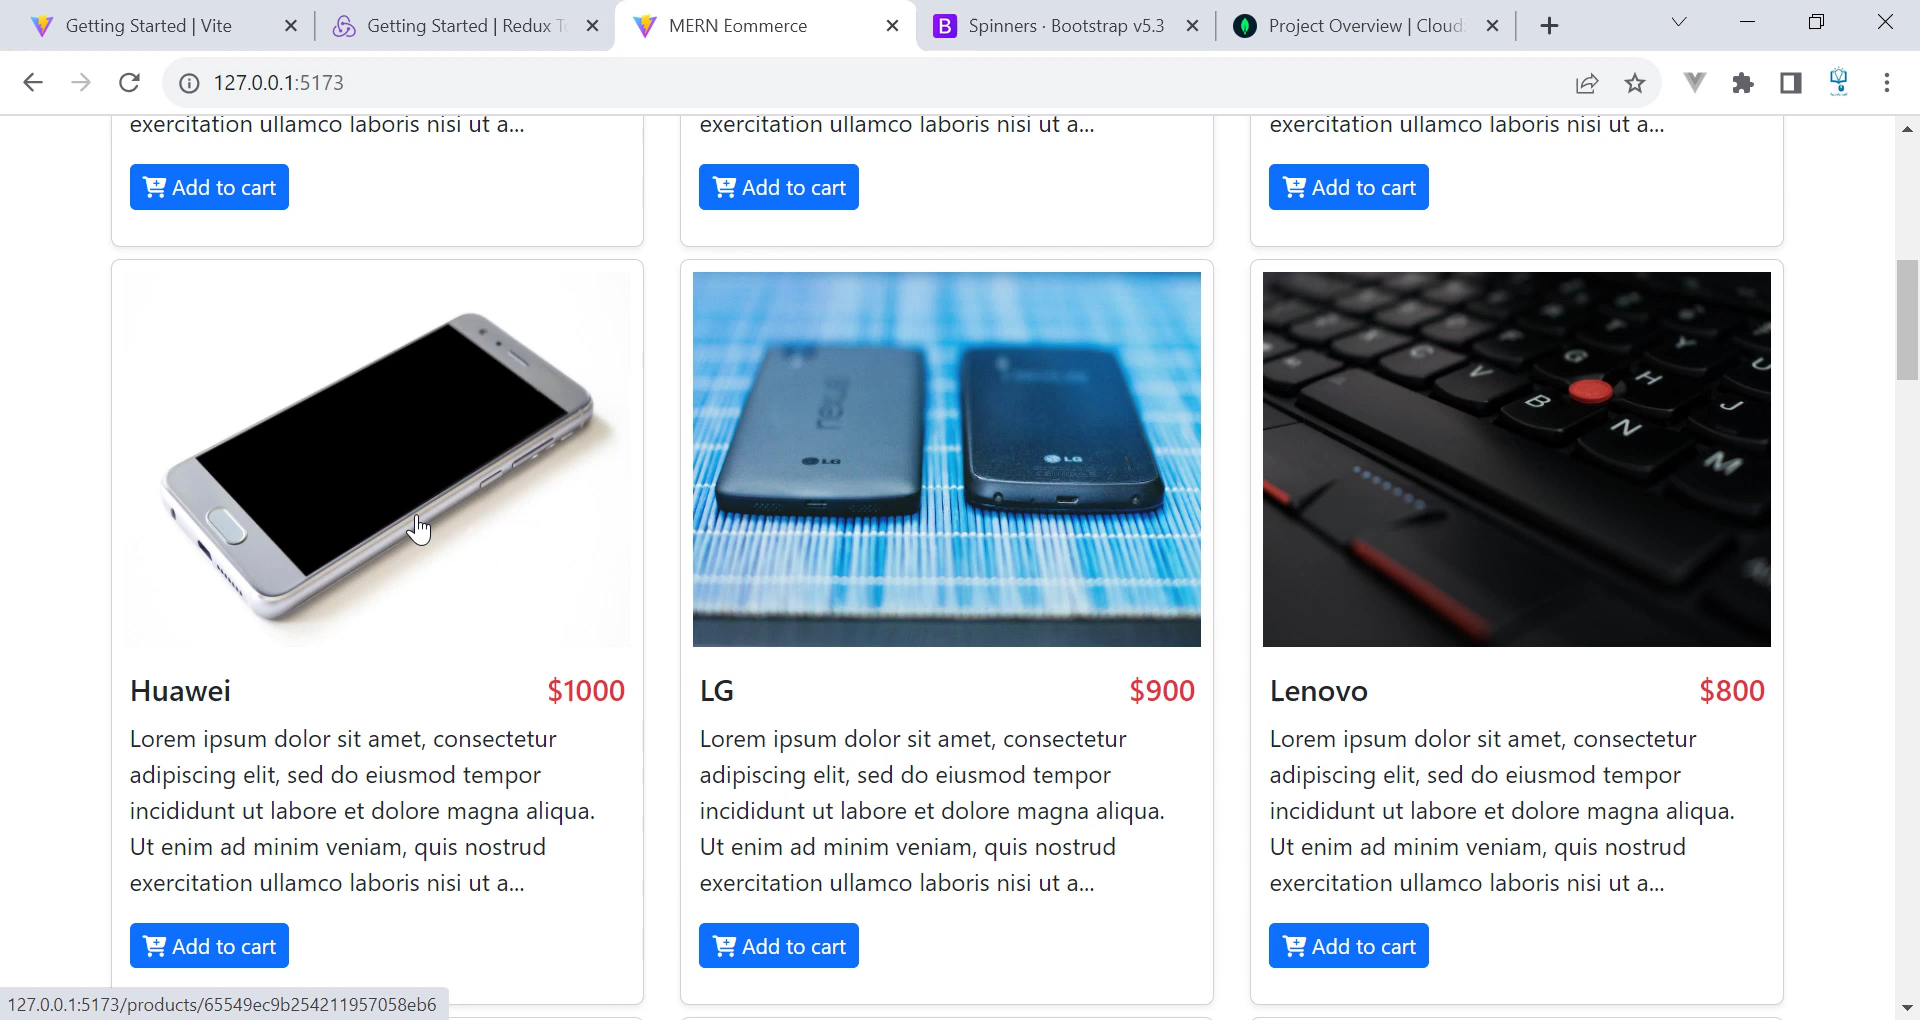 Getting Started | Vite
Getting Started | Redux To
MERN Eommerce
B Spinners · Bootstrap v5.3
Project Overview | Cloud:
127.0.0.1:5173
exercitation ullamco laboris nisi ut a...
exercitation ullamco laboris nisi ut a...
exercitation ullamco laboris nisi ut a...
Add to cart
Add to cart
Add to cart
nexus
LG
LG
V
C
G
Y
U
B
H
N
J
M
Huawei
$1000
Lorem ipsum dolor sit amet, consectetur
adipiscing elit, sed do eiusmod tempor
incididunt ut labore et dolore magna aliqua.
Ut enim ad minim veniam, quis nostrud
exercitation ullamco laboris nisi ut a...
Add to cart
LG
$900
Lorem ipsum dolor sit amet, consectetur
adipiscing elit, sed do eiusmod tempor
incididunt ut labore et dolore magna aliqua.
Ut enim ad minim veniam, quis nostrud
exercitation ullamco laboris nisi ut a...
Add to cart
Lenovo
$800
Lorem ipsum dolor sit amet, consectetur
adipiscing elit, sed do eiusmod tempor
incididunt ut labore et dolore magna aliqua.
Ut enim ad minim veniam, quis nostrud
exercitation ullamco laboris nisi ut a...
Add to cart
127.0.0.1:5173/products/65549ec9b254211957058eb6